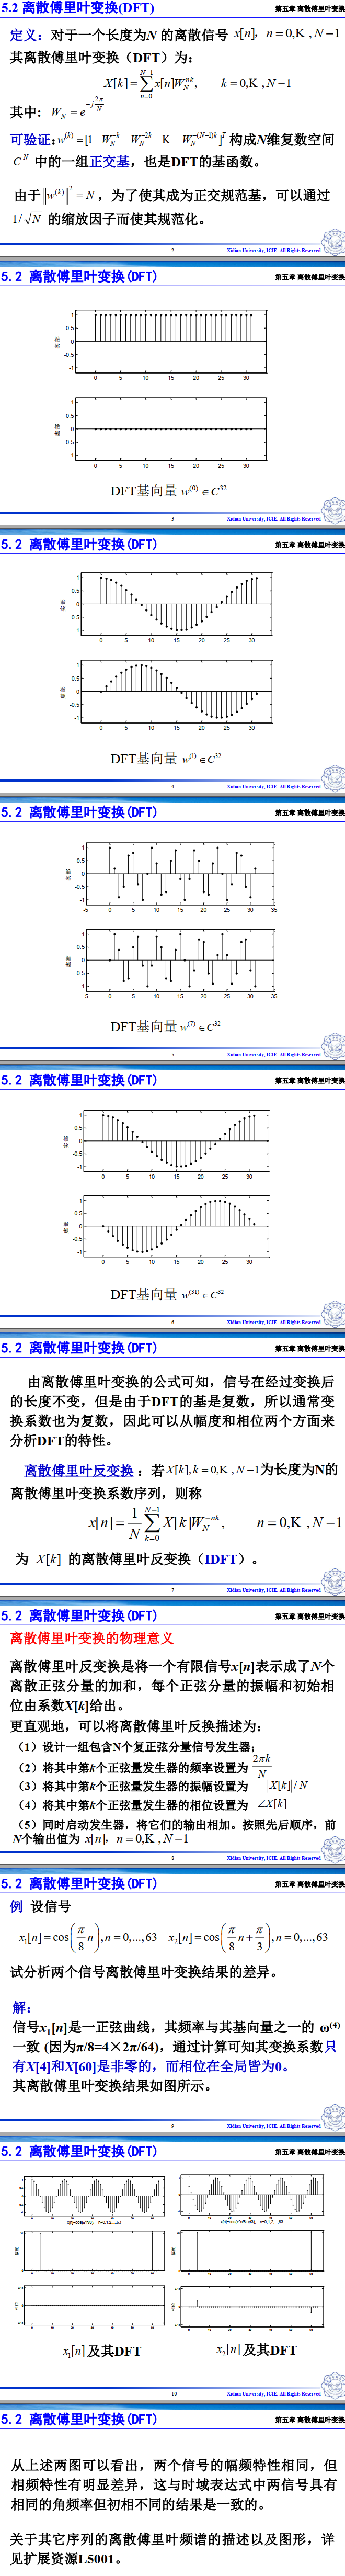 5.2 离散傅里叶变换(DFT)
第五章 离散傅里叶变换
定义：对于一个长度为N 的离散信号 x[n], n = 0,K , N − 1
其离散傅里叶变换（DFT）为：
X[k] = ∑_{n=0}^{N−1} x[n]W_N^{nk}, k = 0,K , N − 1
其中: W_N = e^{−j2π/N}
可验证: w^{(k)} = [1 W_N^{−k} W_N^{−2k} K W_N^{−(N−1)k}]^T 构成N维复数空间
C^N 中的一组正交基，也是DFT的基函数。
由于 ‖w^{(k)}‖² = N ，为了使其成为正交规范基，可以通过
1/√N 的缩放因子而使其规范化。
2
Xidian University, ICIE. All Rights Reserved
5.2 离散傅里叶变换(DFT)
第五章 离散傅里叶变换
1
0.5
0
-0.5
-1
实部
0 5 10 15 20 25 30
1
0.5
0
-0.5
-1
虚部
0 5 10 15 20 25 30
DFT基向量 w^{(0)} ∈ C^{32}
3
Xidian University, ICIE. All Rights Reserved
5.2 离散傅里叶变换(DFT)
第五章 离散傅里叶变换
1
0.5
0
-0.5
-1
实部
0 5 10 15 20 25 30
1
0.5
0
-0.5
-1
虚部
0 5 10 15 20 25 30
DFT基向量 w^{(1)} ∈ C^{32}
4
Xidian University, ICIE. All Rights Reserved
5.2 离散傅里叶变换(DFT)
第五章 离散傅里叶变换
1
0.5
0
-0.5
-1
实部
-5 0 5 10 15 20 25 30 35
1
0.5
0
-0.5
-1
虚部
-5 0 5 10 15 20 25 30 35
DFT基向量 w^{(7)} ∈ C^{32}
5
Xidian University, ICIE. All Rights Reserved
5.2 离散傅里叶变换(DFT)
第五章 离散傅里叶变换
1
0.5
0
-0.5
-1
实部
0 5 10 15 20 25 30
1
0.5
0
-0.5
-1
虚部
0 5 10 15 20 25 30
DFT基向量 w^{(31)} ∈ C^{32}
6
Xidian University, ICIE. All Rights Reserved
5.2 离散傅里叶变换(DFT)
第五章 离散傅里叶变换
由离散傅里叶变换的公式可知，信号在经过变换后
的长度不变，但是由于DFT的基是复数，所以通常变
换系数也为复数，因此可以从幅度和相位两个方面来
分析DFT的特性。
离散傅里叶反变换 ：若X[k], k = 0,K , N − 1为长度为N的
离散傅里叶变换系数序列，则称
x[n] = 1/N ∑_{k=0}^{N−1} X[k]W_N^{−nk}, n = 0,K , N − 1
为 X[k] 的离散傅里叶反变换（IDFT）。
7
Xidian University, ICIE. All Rights Reserved
5.2 离散傅里叶变换(DFT)
第五章 离散傅里叶变换
离散傅里叶变换的物理意义
离散傅里叶反变换是将一个有限信号x[n]表示成了N个
离散正弦分量的加和，每个正弦分量的振幅和初始相
位由系数X[k]给出。
更直观地，可以将离散傅里叶反换描述为：
（1）设计一组包含N个复正弦分量信号发生器；
（2）将其中第k个正弦量发生器的频率设置为 2πk/N
（3）将其中第k个正弦量发生器的振幅设置为 |X[k]|/N
（4）将其中第k个正弦量发生器的相位设置为 ∠X[k]
（5）同时启动发生器，将它们的输出相加。按照先后顺序，前
N个输出值为 x[n], n = 0,K , N − 1
8
Xidian University, ICIE. All Rights Reserved
5.2 离散傅里叶变换(DFT)
第五章 离散傅里叶变换
例 设信号
x₁[n] = cos(π/8 n), n = 0,...,63 x₂[n] = cos(π/8 n + π/3), n = 0,...,63
试分析两个信号离散傅里叶变换结果的差异。
解：
信号x₁[n]是一正弦曲线，其频率与其基向量之一的 ω^{(4)}
一致 (因为π/8=4×2π/64)，通过计算可知其变换系数只
有X[4]和X[60]是非零的，而相位在全局皆为0。
其离散傅里叶变换结果如图所示。
9
Xidian University, ICIE. All Rights Reserved
5.2 离散傅里叶变换(DFT)
第五章 离散傅里叶变换
x₁[n] 及其DFT
x₂[n] 及其DFT
10
Xidian University, ICIE. All Rights Reserved
5.2 离散傅里叶变换(DFT)
第五章 离散傅里叶变换
从上述两图可以看出，两个信号的幅频特性相同，但
相频特性有明显差异，这与时域表达式中两信号具有
相同的角频率但初相不同的结果是一致的。
关于其它序列的离散傅里叶频谱的描述以及图形，详
见扩展资源L5001。